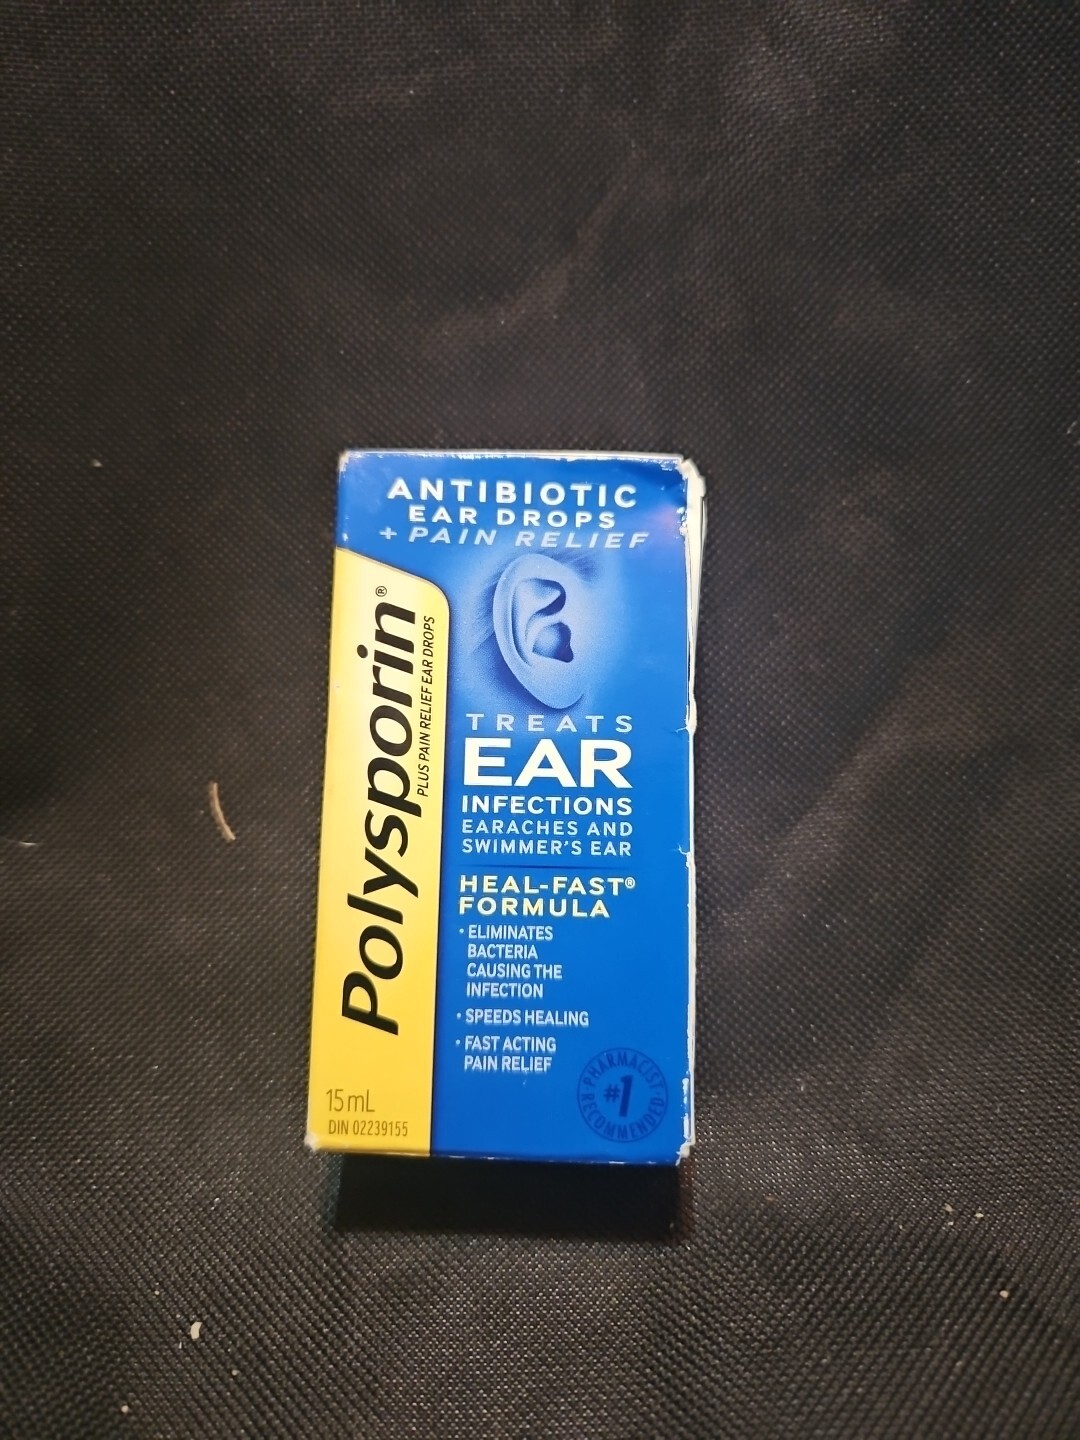 ANTIBIOTIC
EAR DROPS
+ PAIN RELIEF
Polysporin®
PLUS PAIN RELIEF EAR DROPS
TREATS
EAR
INFECTIONS
EARACHES AND
SWIMMER'S EAR
HEAL-FAST®
FORMULA
• ELIMINATES
BACTERIA
CAUSING THE
INFECTION
• SPEEDS HEALING
• FAST ACTING
PAIN RELIEF
• PHARMACIST •
#1
RECOMMENDED
15 mL
DIN 02239155